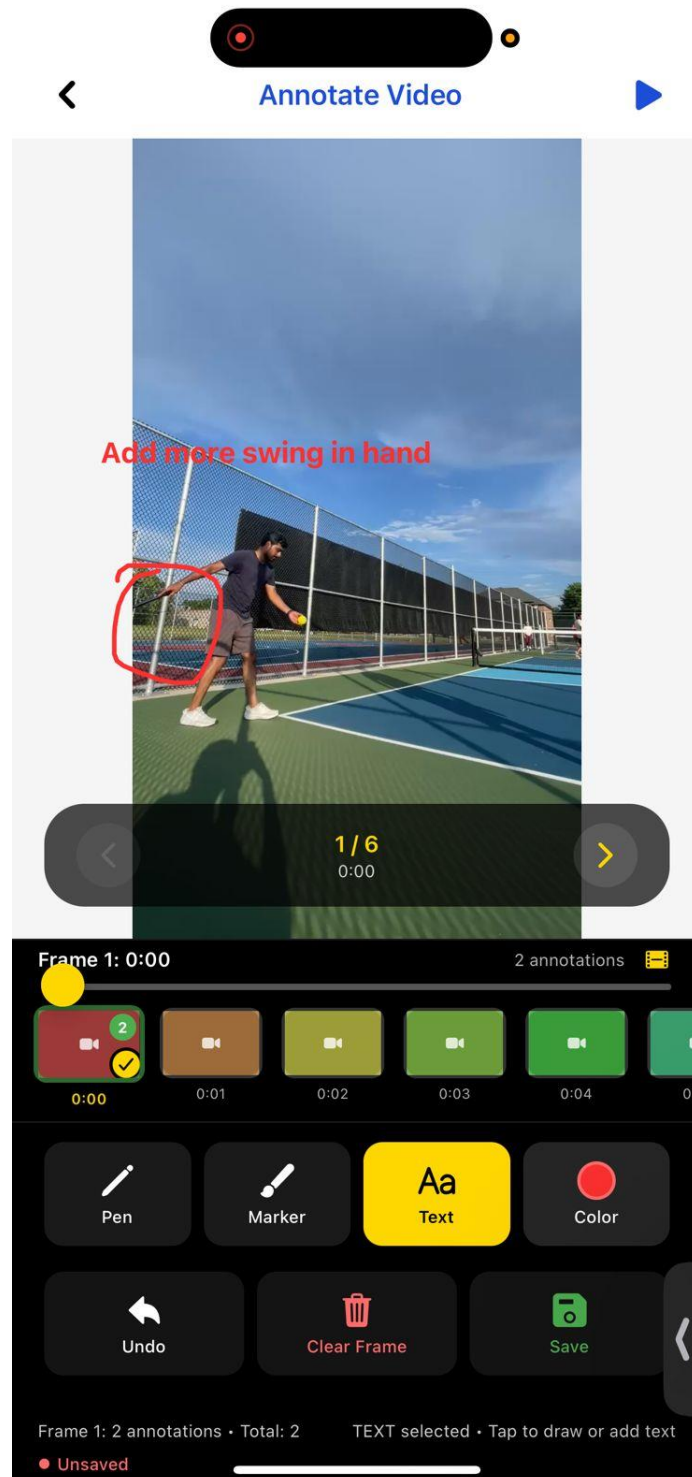 Annotate Video
Add more swing in hand
1 / 6
0:00
Frame 1: 0:00
2 annotations
2
0:00
0:01
0:02
0:03
0:04
0
Pen
Marker
Aa
Text
Color
Undo
Clear Frame
Save
Frame 1: 2 annotations • Total: 2
TEXT selected • Tap to draw or add text
Unsaved